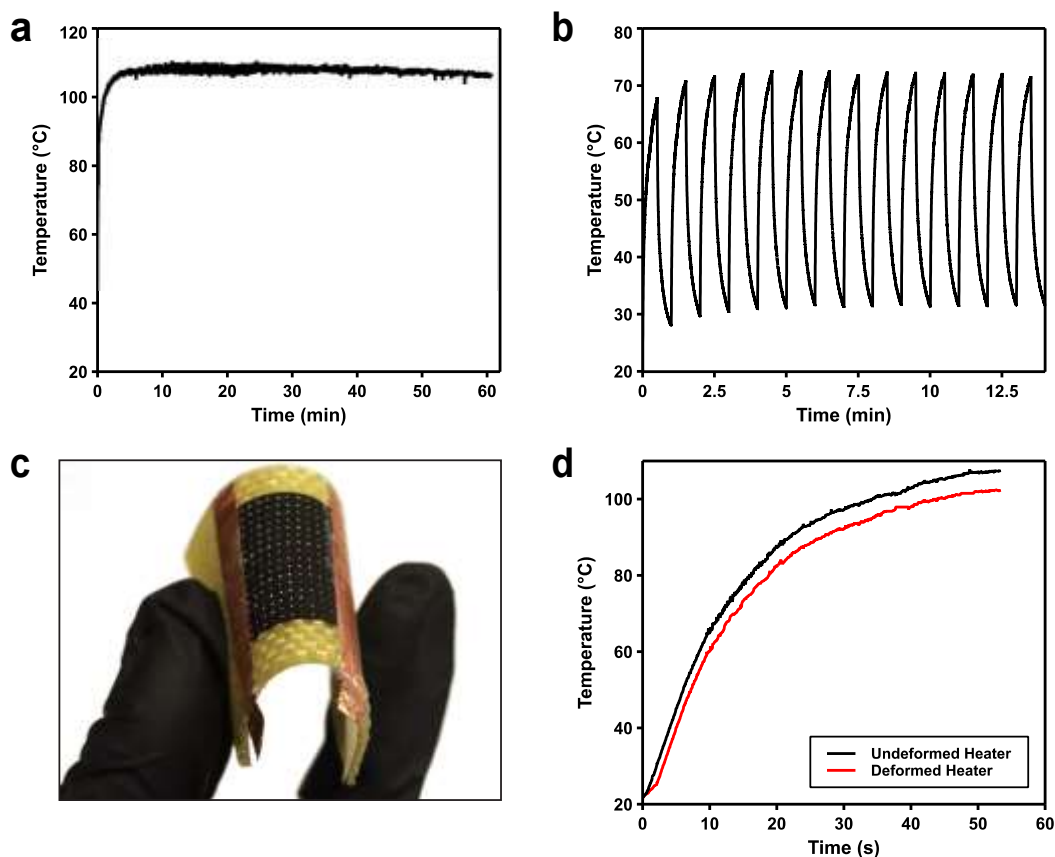 a
120
100
80
60
40
20
Temperature (°C)
0 10 20 30 40 50 60
Time (min)
b
80
70
60
50
40
30
20
Temperature (°C)
0 2.5 5 7.5 10 12.5
Time (min)
c
d
100
80
60
40
20
Temperature (°C)
Undeformed Heater
Deformed Heater
0 10 20 30 40 50 60
Time (s)